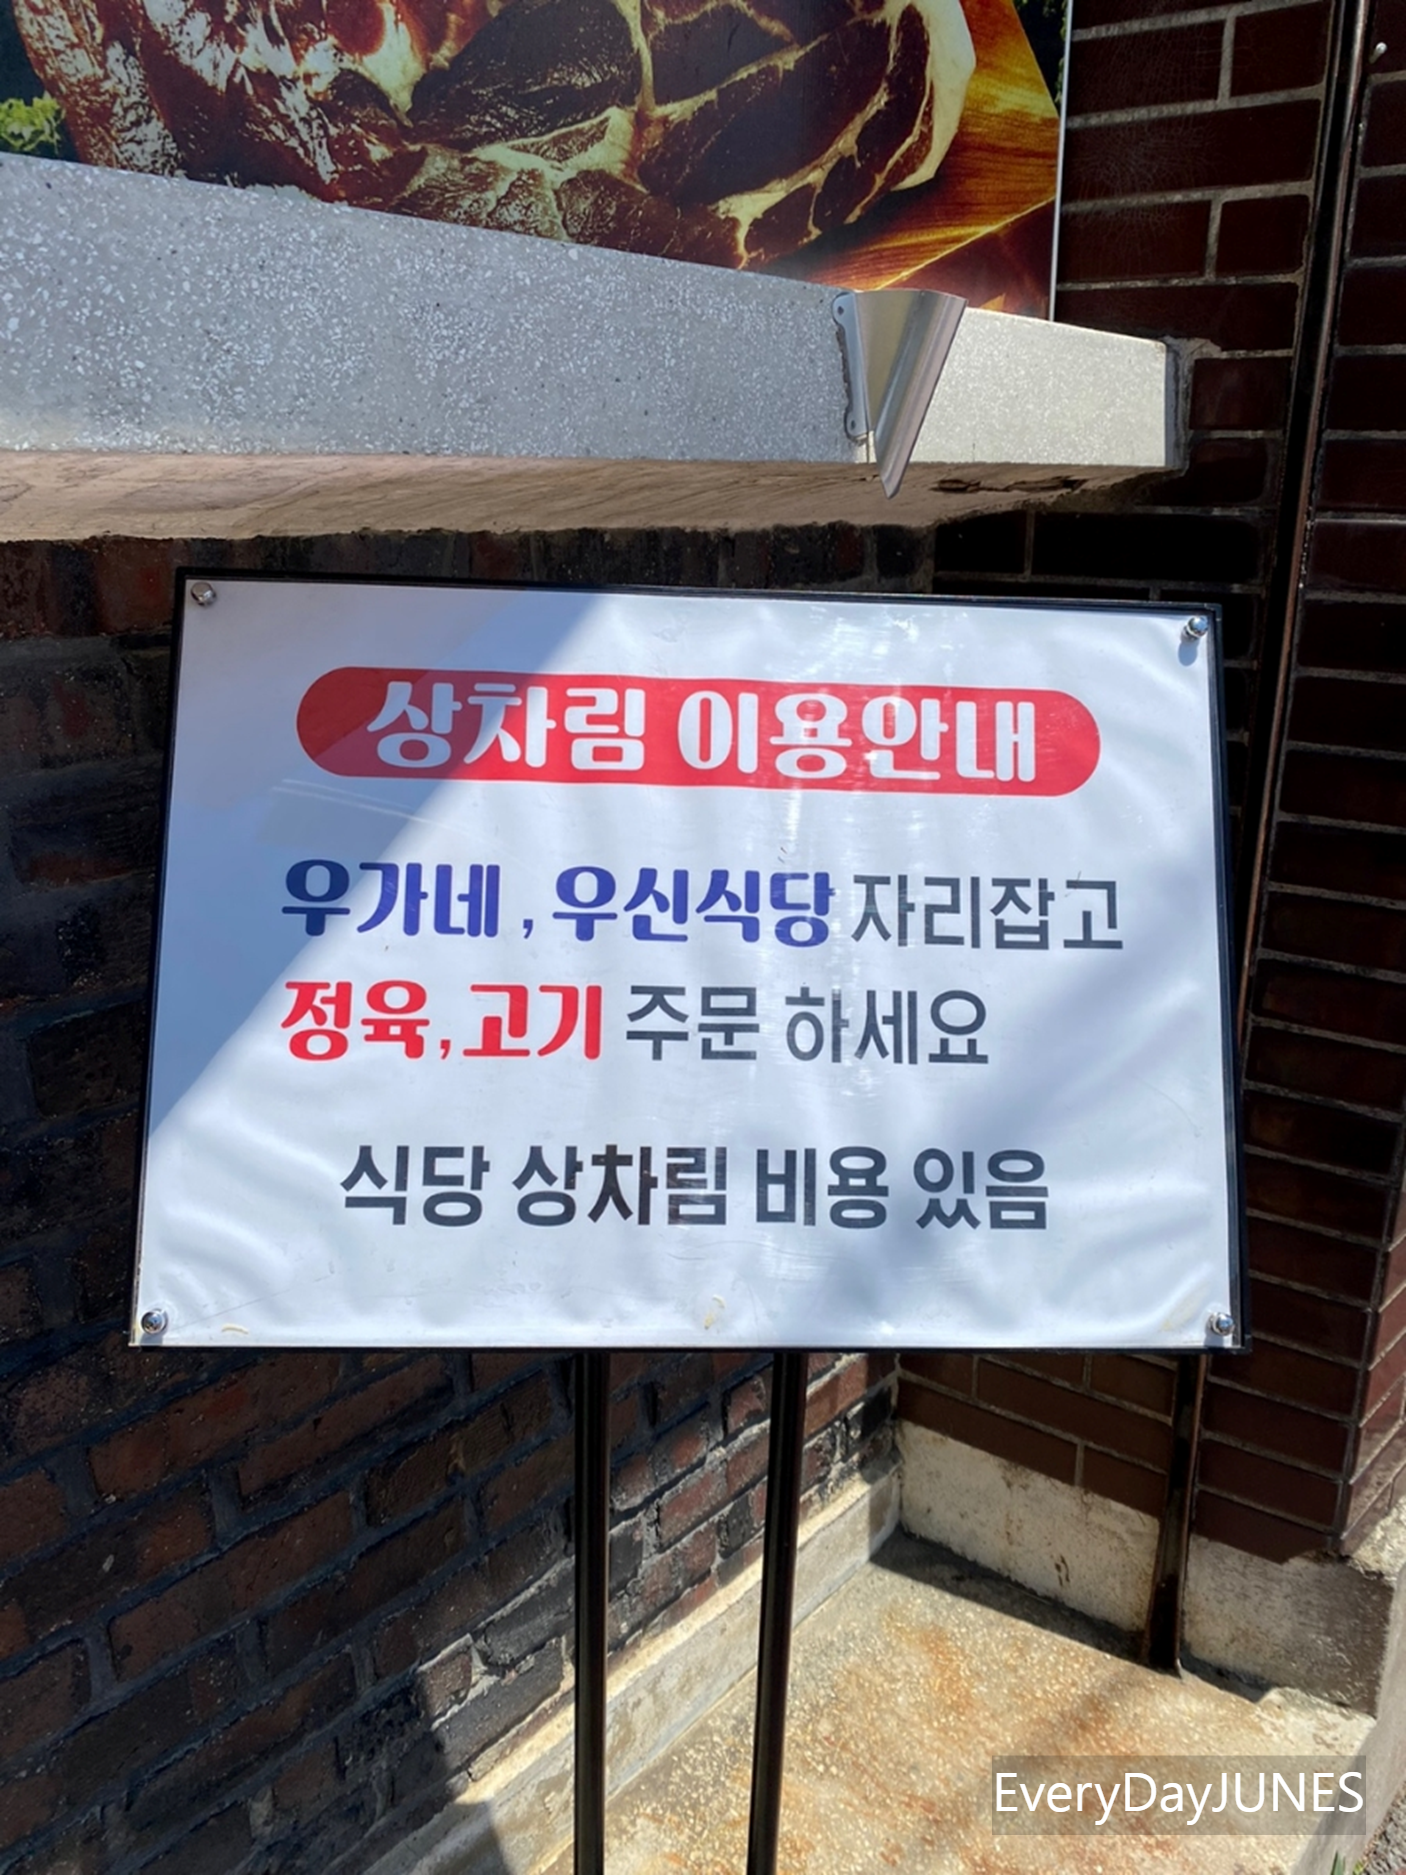 상차림 이용안내
우가네, 우신식당 자리잡고
정육, 고기 주문 하세요
식당 상차림 비용 있음
EveryDayJUNES